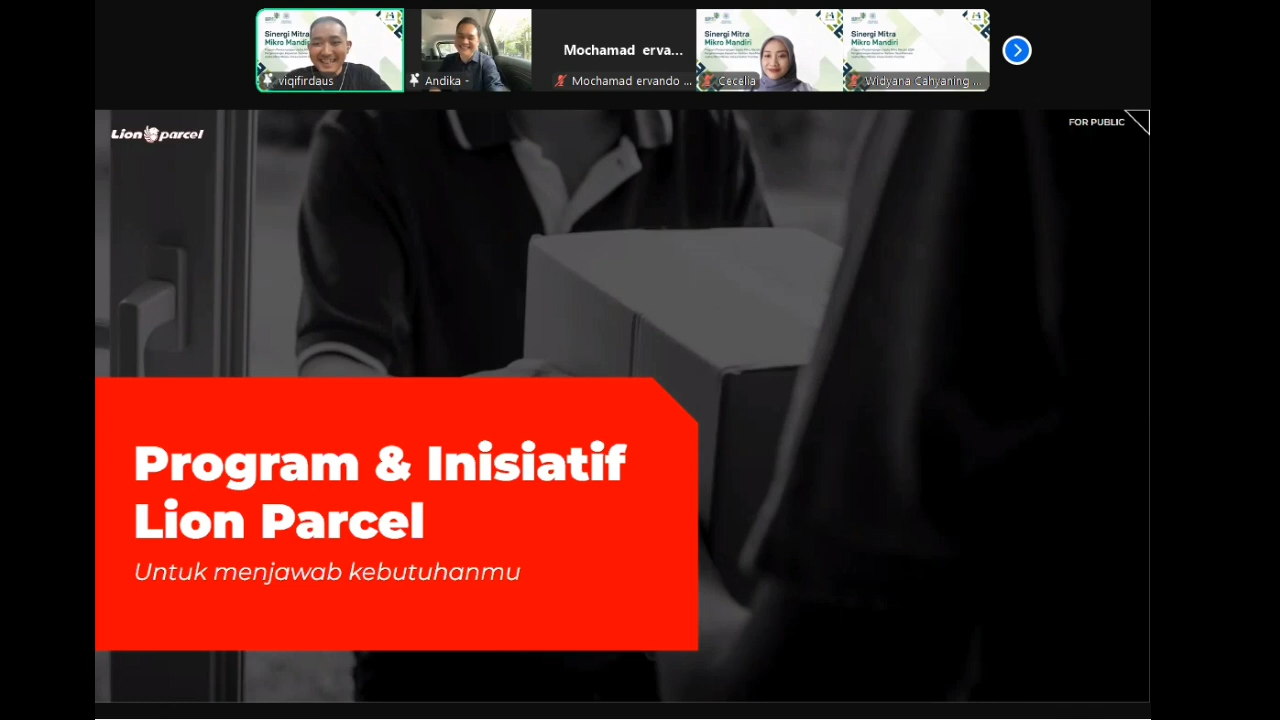 Sinergi Mitra
Mikro Mandiri
viqifirdaus
Andika -
Mochamad erva...
Mochamad ervando ...
Sinergi Mitra
Mikro Mandiri
Cecelia
Sinergi Mitra
Mikro Mandiri
Widyana Cahyaning ...
Lion parcel
FOR PUBLIC
Program & Inisiatif
Lion Parcel
Untuk menjawab kebutuhanmu